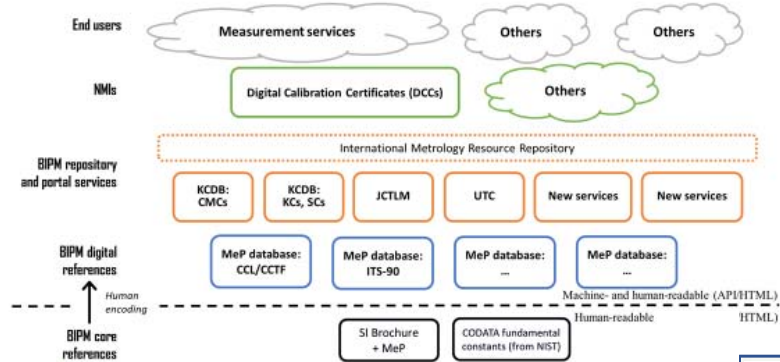 End users
Measurement services
Others
Others
NMIs
Digital Calibration Certificates (DCCs)
Others
International Metrology Resource Repository
BIPM repository
and portal services
KCDB:
CMCs
KCDB:
KCs, SCs
JCTLM
UTC
New services
New services
BIPM digital
references
MeP database:
CCL/CCTF
MeP database:
ITS-90
MeP database:
...
MeP database:
...
Human
encoding
Machine- and human-readable (API/HTML)
Human-readable
HTML)
BIPM core
references
SI Brochure
+ MeP
CODATA fundamental
constants (from NIST)